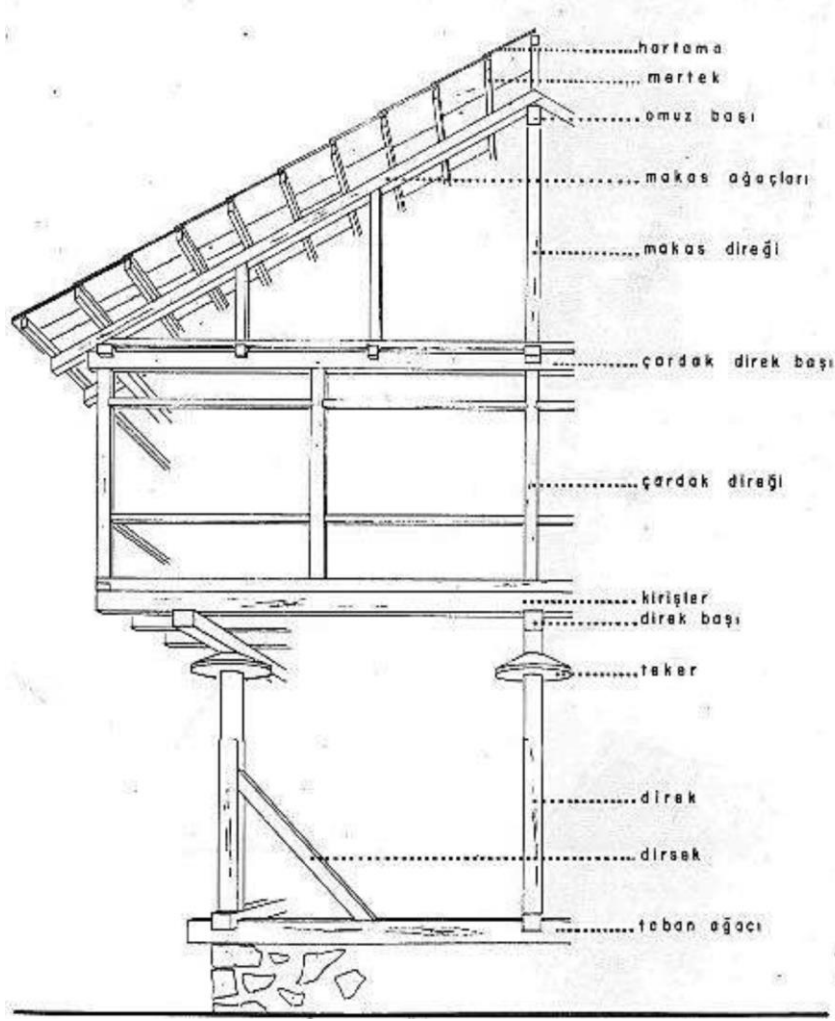 hartama
mertek
omuz başı
makas ağaçları
makas direği
çardak direk başı
çardak direği
kirişler
direk başı
teker
direk
dirsek
taban ağacı